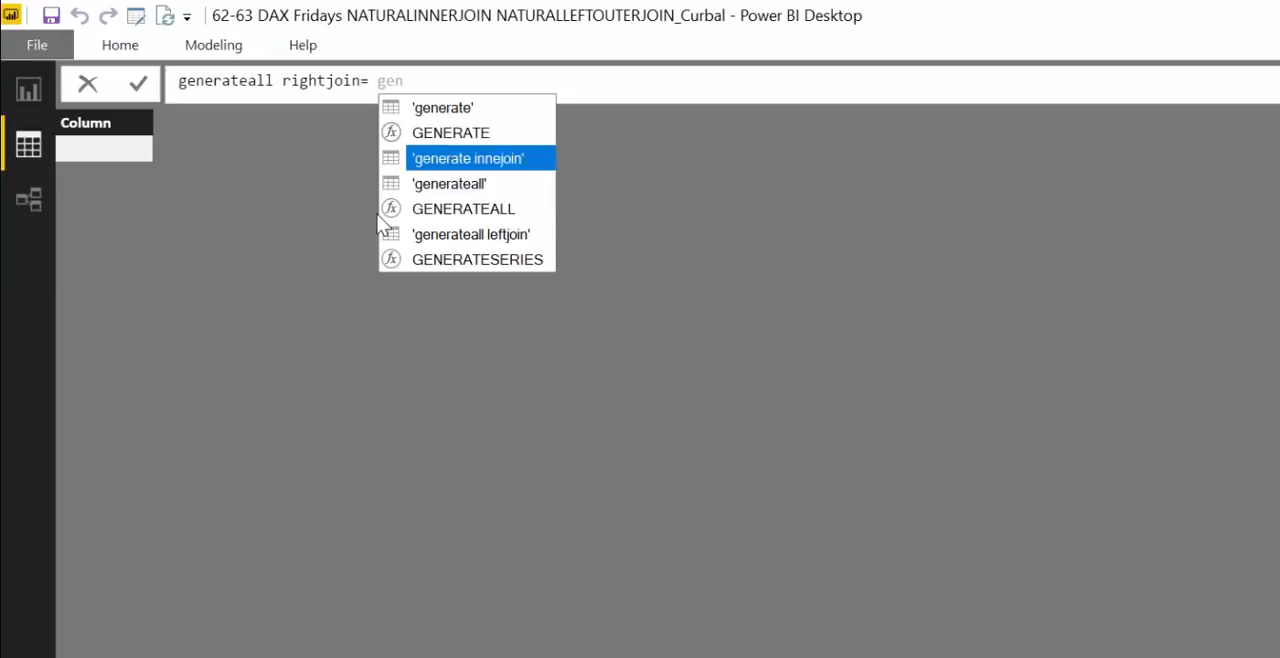 62-63 DAX Fridays NATURALINNERJOIN NATURALLEFTOUTERJOIN_Curbal - Power BI Desktop
File Home Modeling Help
generateall rightjoin= gen
'generate'
GENERATE
'generate innejoin'
'generateall'
GENERATEALL
'generateall leftjoin'
GENERATESERIES
Column